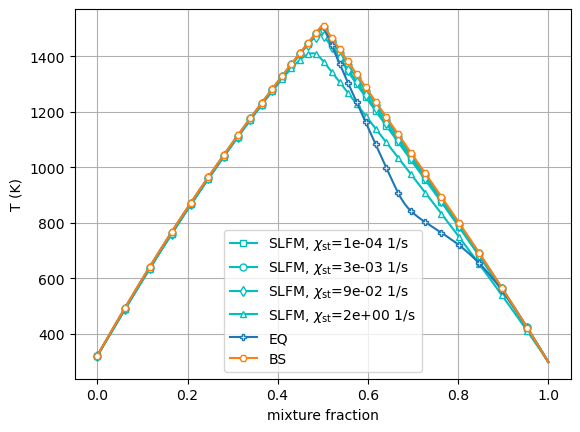 1400
1200
1000
800
600
400
T (K)
SLFM, χst=1e-04 1/s
SLFM, χst=3e-03 1/s
SLFM, χst=9e-02 1/s
SLFM, χst=2e+00 1/s
EQ
BS
0.0 0.2 0.4 0.6 0.8 1.0
mixture fraction